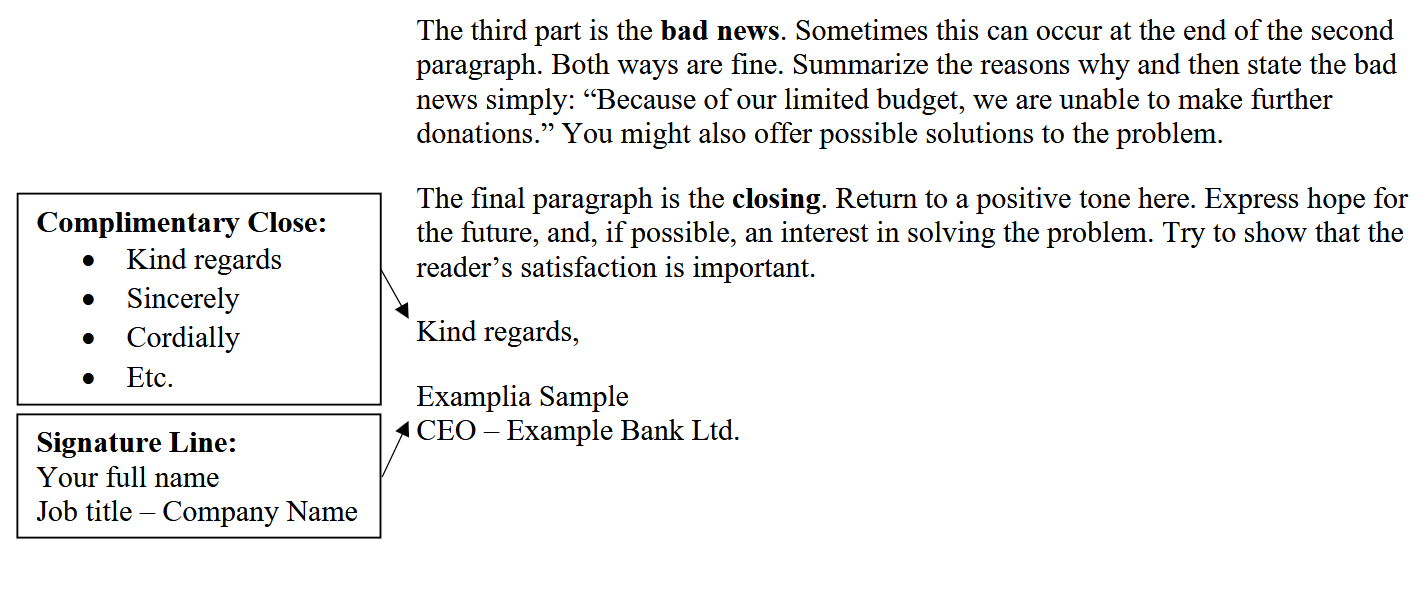 The third part is the bad news. Sometimes this can occur at the end of the second
paragraph. Both ways are fine. Summarize the reasons why and then state the bad
news simply: “Because of our limited budget, we are unable to make further
donations.” You might also offer possible solutions to the problem.
The final paragraph is the closing. Return to a positive tone here. Express hope for
the future, and, if possible, an interest in solving the problem. Try to show that the
reader’s satisfaction is important.
Complimentary Close:
• Kind regards
• Sincerely
• Cordially
• Etc.
Kind regards,
Examplia Sample
CEO – Example Bank Ltd.
Signature Line:
Your full name
Job title – Company Name